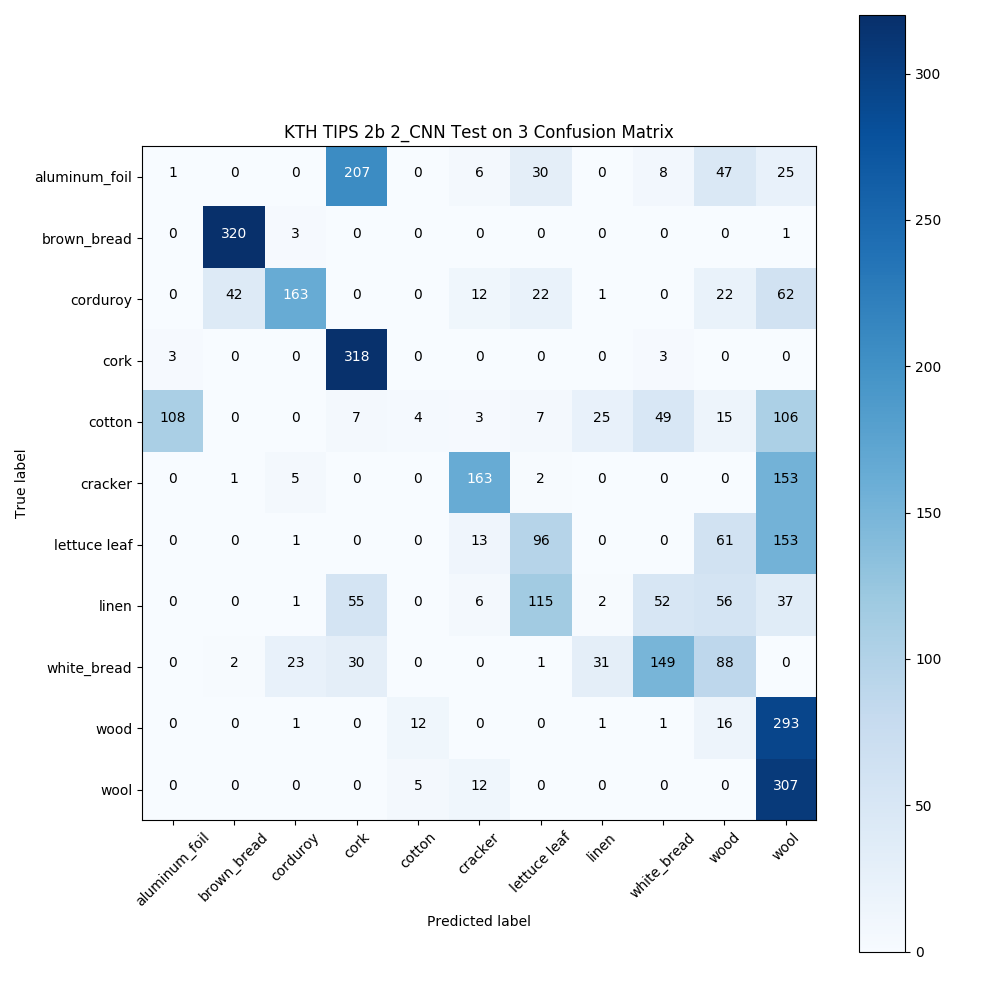 KTH TIPS 2b 2_CNN Test on 3 Confusion Matrix
aluminum_foil 1 0 0 207 0 6 30 0 8 47 25
brown_bread 0 320 3 0 0 0 0 0 0 0 1
corduroy 0 42 163 0 0 12 22 1 0 22 62
cork 3 0 0 318 0 0 0 0 3 0 0
cotton 108 0 0 7 4 3 7 25 49 15 106
cracker 0 1 5 0 0 163 2 0 0 0 153
lettuce leaf 0 0 1 0 0 13 96 0 0 61 153
linen 0 0 1 55 0 6 115 2 52 56 37
white_bread 0 2 23 30 0 0 1 31 149 88 0
wood 0 0 1 0 12 0 0 1 1 16 293
wool 0 0 0 0 5 12 0 0 0 0 307
True label
aluminum_foil brown_bread corduroy cork cotton cracker lettuce leaf linen white_bread wood wool
Predicted label
300
250
200
150
100
50
0